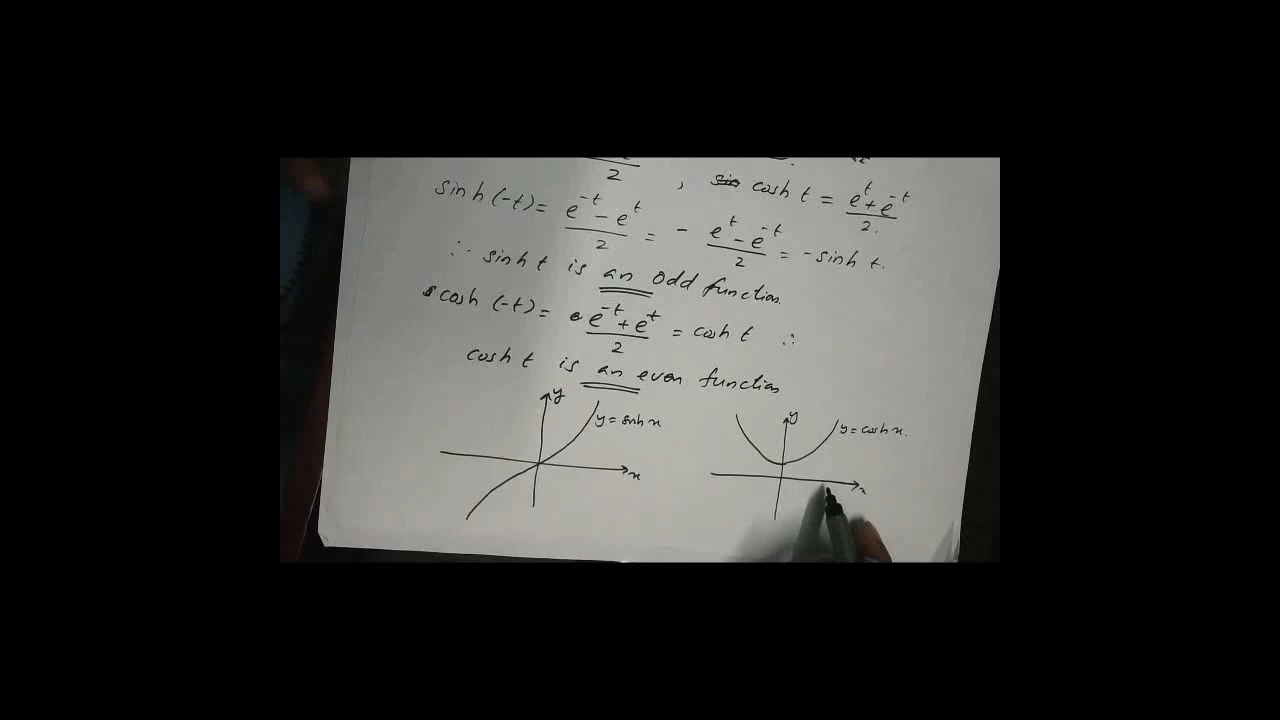 2 , cosh t = e^t + e^-t / 2.
sinh (-t) = e^-t - e^t / 2 = - e^t - e^-t / 2 = - sinh t.
∴ sinh t is an odd function.
cosh (-t) = e^-t + e^t / 2 = cosh t ∴
cosh t is an even function
y y
y = sinh x y = cosh x.
x x